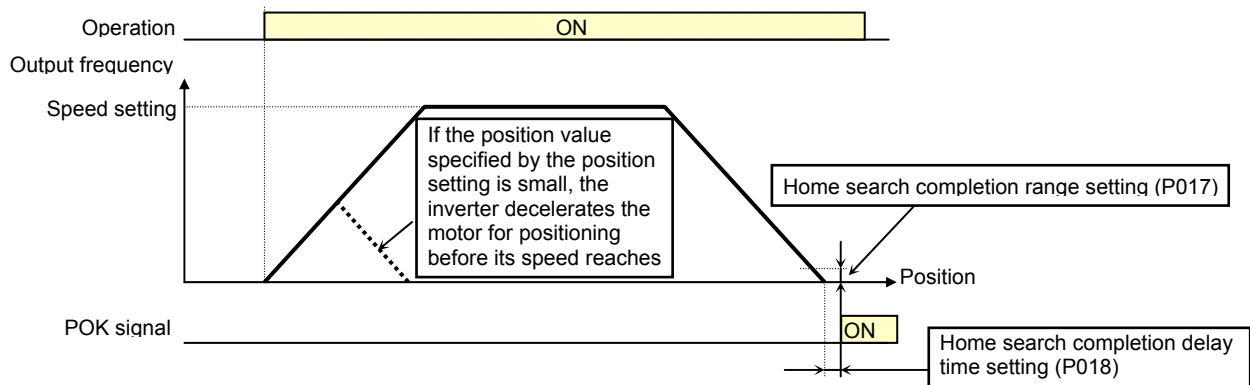 Operation
ON
Output frequency
Speed setting
If the position value
specified by the position
setting is small, the
inverter decelerates the
motor for positioning
before its speed reaches
Home search completion range setting (P017)
Position
POK signal
ON
Home search completion delay
time setting (P018)